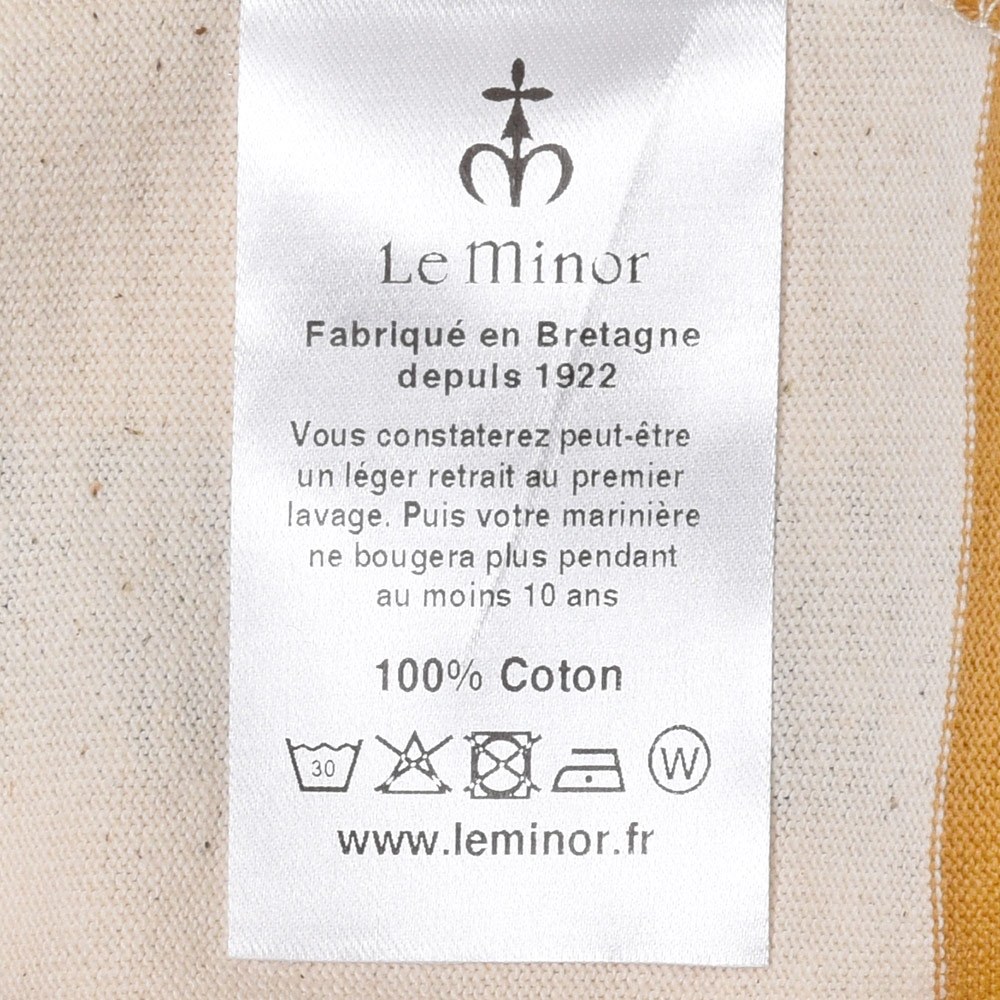 Le Minor
Fabriqué en Bretagne
depuis 1922
Vous constaterez peut-être
un léger retrait au premier
lavage. Puis votre marinière
ne bougera plus pendant
au moins 10 ans
100% Coton
30
W
www.leminor.fr